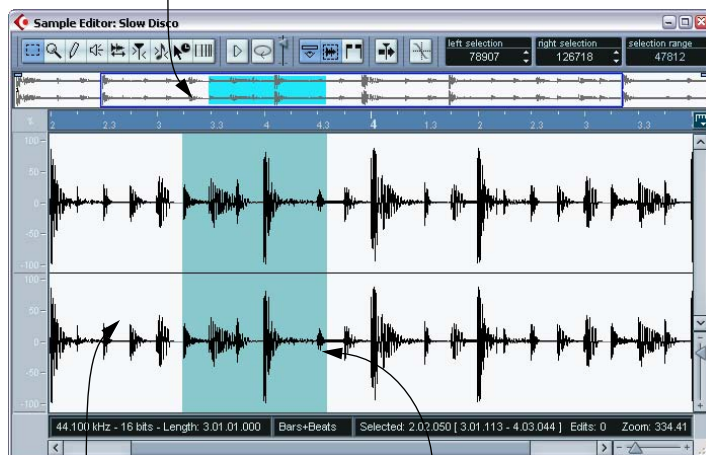 Sample Editor: Slow Disco
left selection right selection selection range
78907 126718 47812
% 2 2.3 3 3.3 4 4.3 4 1.3 2 2.3 3 3.3
100
50
0
-50
-100
100
50
0
-50
-100
44.100 kHz - 16 bits - Length: 3.01.01.000 Bars+Beats Selected: 2.02.050 [ 3.01.113 - 4.03.044 ] Edits: 0 Zoom: 334.41